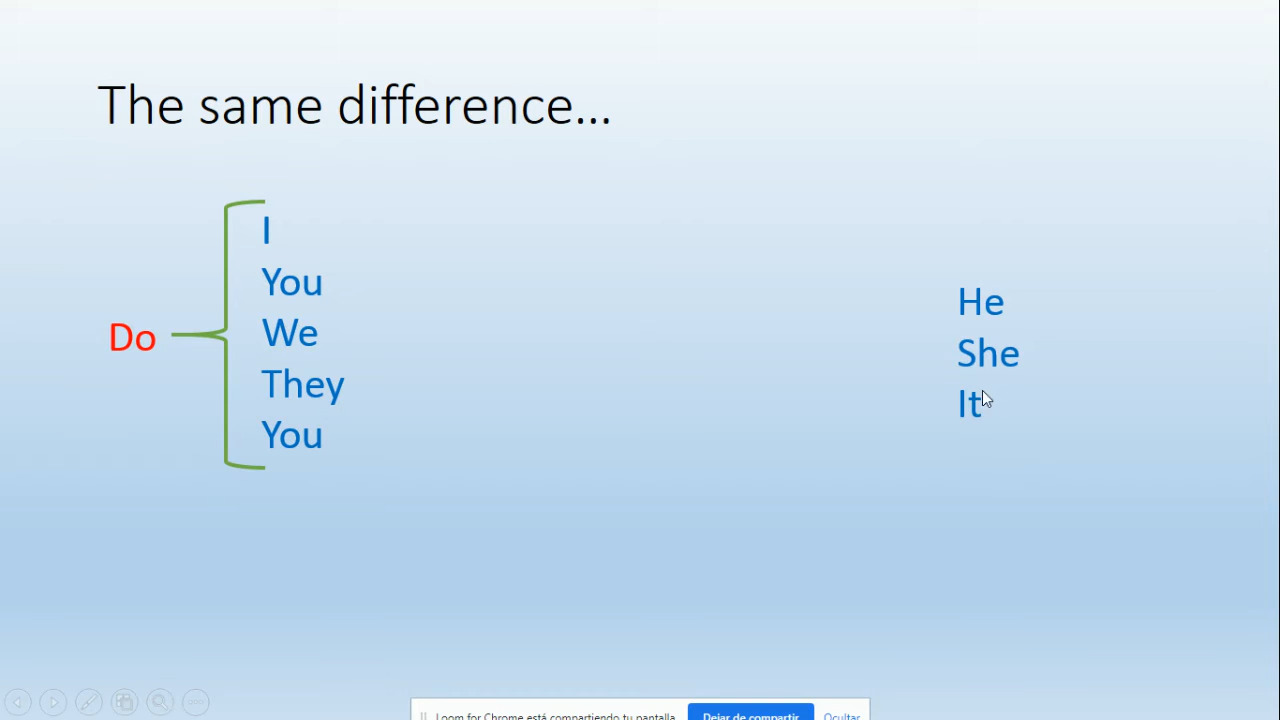 The same difference...
Do
I
You
We
They
You
He
She
It
Loom for Chrome está compartiendo tu pantalla.
Dejar de compartir
Ocultar